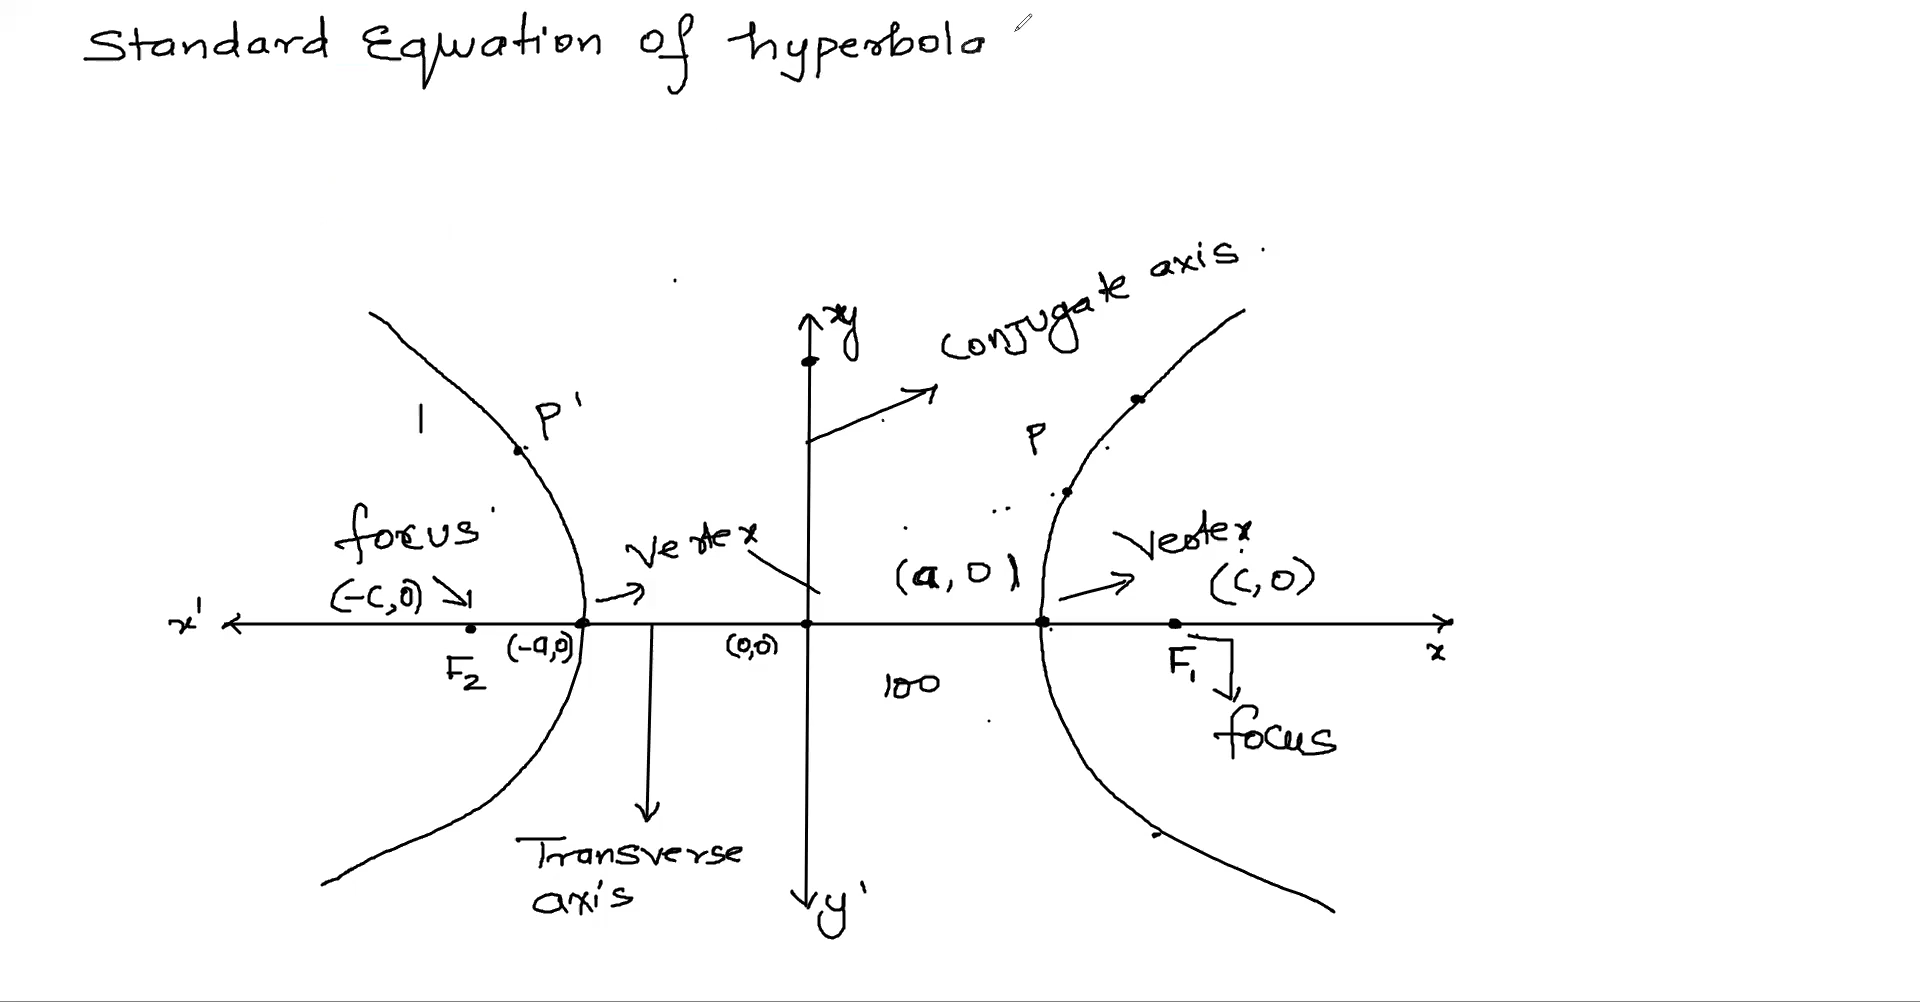 Standard Equation of hyperbola
conjugate axis
y
P'
P
focus
vertex
vertex
(a,0)
(c,0)
(-c,0)
x'
(-a,0)
(0,0)
x
F2
F1
100
focus
Transverse
axis
y'